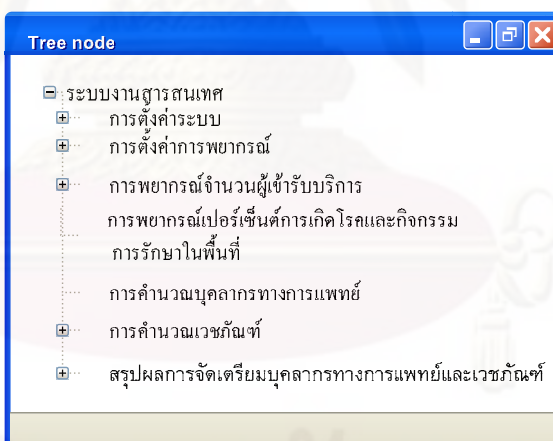 Tree node
ระบบงานสารสนเทศ
การตั้งค่าระบบ
การตั้งค่าการพยากรณ์
การพยากรณ์จำนวนผู้เข้ารับบริการ
การพยากรณ์เปอร์เซ็นต์การเกิดโรคและกิจกรรม
การรักษาในพื้นที่
การคำนวณบุคลากรทางการแพทย์
การคำนวณเวชภัณฑ์
สรุปผลการจัดเตรียมบุคลากรทางการแพทย์และเวชภัณฑ์